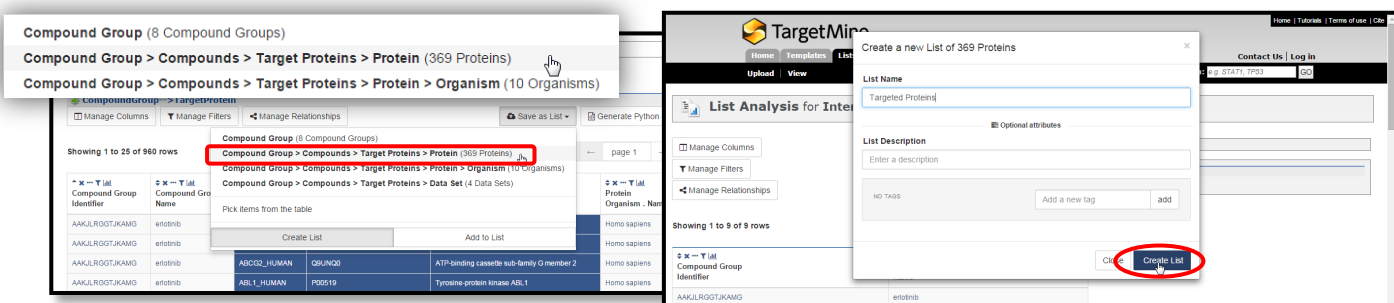 Compound Group (8 Compound Groups)
Compound Group > Compounds > Target Proteins > Protein (369 Proteins)
Compound Group > Compounds > Target Proteins > Protein > Organism (10 Organisms)
CompoundGroup-->TargetProtein
Manage Columns
Manage Filters
Manage Relationships
Save as List
Generate Python
Compound Group (8 Compound Groups)
Showing 1 to 25 of 960 rows
Compound Group > Compounds > Target Proteins > Protein (369 Proteins)
← page 1
Compound Group > Compounds > Target Proteins > Protein > Organism (10 Organisms)
Compound Group > Compounds > Target Proteins > Data Set (4 Data Sets)
Pick items from the table
Create List
Add to List
Compound Group
Identifier
Compound Gro
Name
Protein
Organism . Nam
AAKJLRGGTJKAMG erlotinib Homo sapiens
AAKJLRGGTJKAMG erlotinib Homo sapiens
AAKJLRGGTJKAMG erlotinib ABCG2_HUMAN Q9UNQ0 ATP-binding cassette sub-family G member 2 Homo sapiens
AAKJLRGGTJKAMG erlotinib ABL1_HUMAN P00519 Tyrosine-protein kinase ABL1 Homo sapiens
TargetMine
Home | Tutorials | Terms of use | Cite
Home Templates Lists
Contact Us | Log in
Upload View
e.g. STAT1, TP53
GO
List Analysis for Inter
Manage Columns
Manage Filters
Manage Relationships
Showing 1 to 9 of 9 rows
Compound Group
Identifier
AAKJLRGGTJKAMG
erlotinib
Create a new List of 369 Proteins
×
List Name
Targeted Proteins
Optional attributes
List Description
Enter a description
NO TAGS
Add a new tag
add
Close
Create List